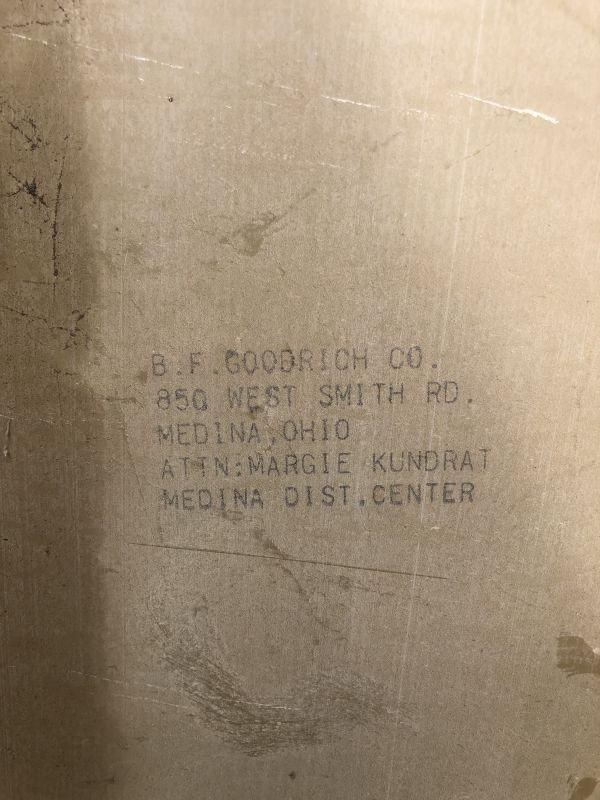 B.F.GOODRICH CO.
850 WEST SMITH RD.
MEDINA,OHIO
ATTN:MARGIE KUNDRAT
MEDINA DIST.CENTER